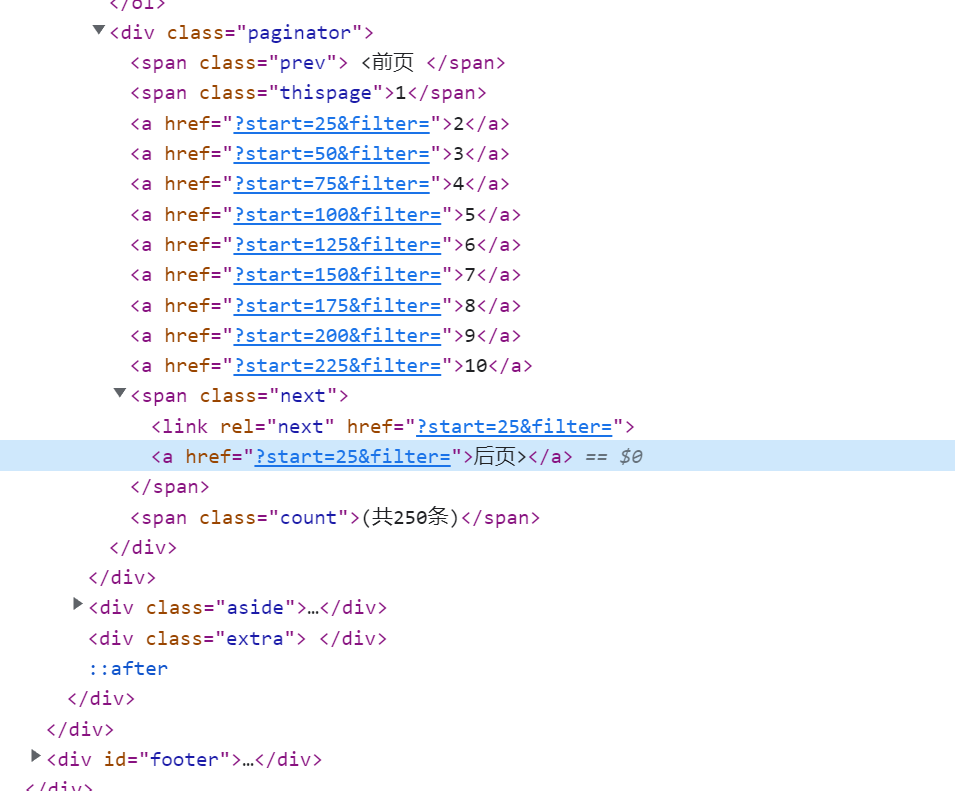 </ol>
<div class="paginator">
<span class="prev"> <前页 </span>
<span class="thispage">1</span>
<a href="?start=25&filter=">2</a>
<a href="?start=50&filter=">3</a>
<a href="?start=75&filter=">4</a>
<a href="?start=100&filter=">5</a>
<a href="?start=125&filter=">6</a>
<a href="?start=150&filter=">7</a>
<a href="?start=175&filter=">8</a>
<a href="?start=200&filter=">9</a>
<a href="?start=225&filter=">10</a>
<span class="next">
<link rel="next" href="?start=25&filter=">
<a href="?start=25&filter=">后页></a> == $0
</span>
<span class="count">(共250条)</span>
</div>
</div>
<div class="aside">…</div>
<div class="extra"> </div>
::after
</div>
</div>
<div id="footer">…</div>
</div>